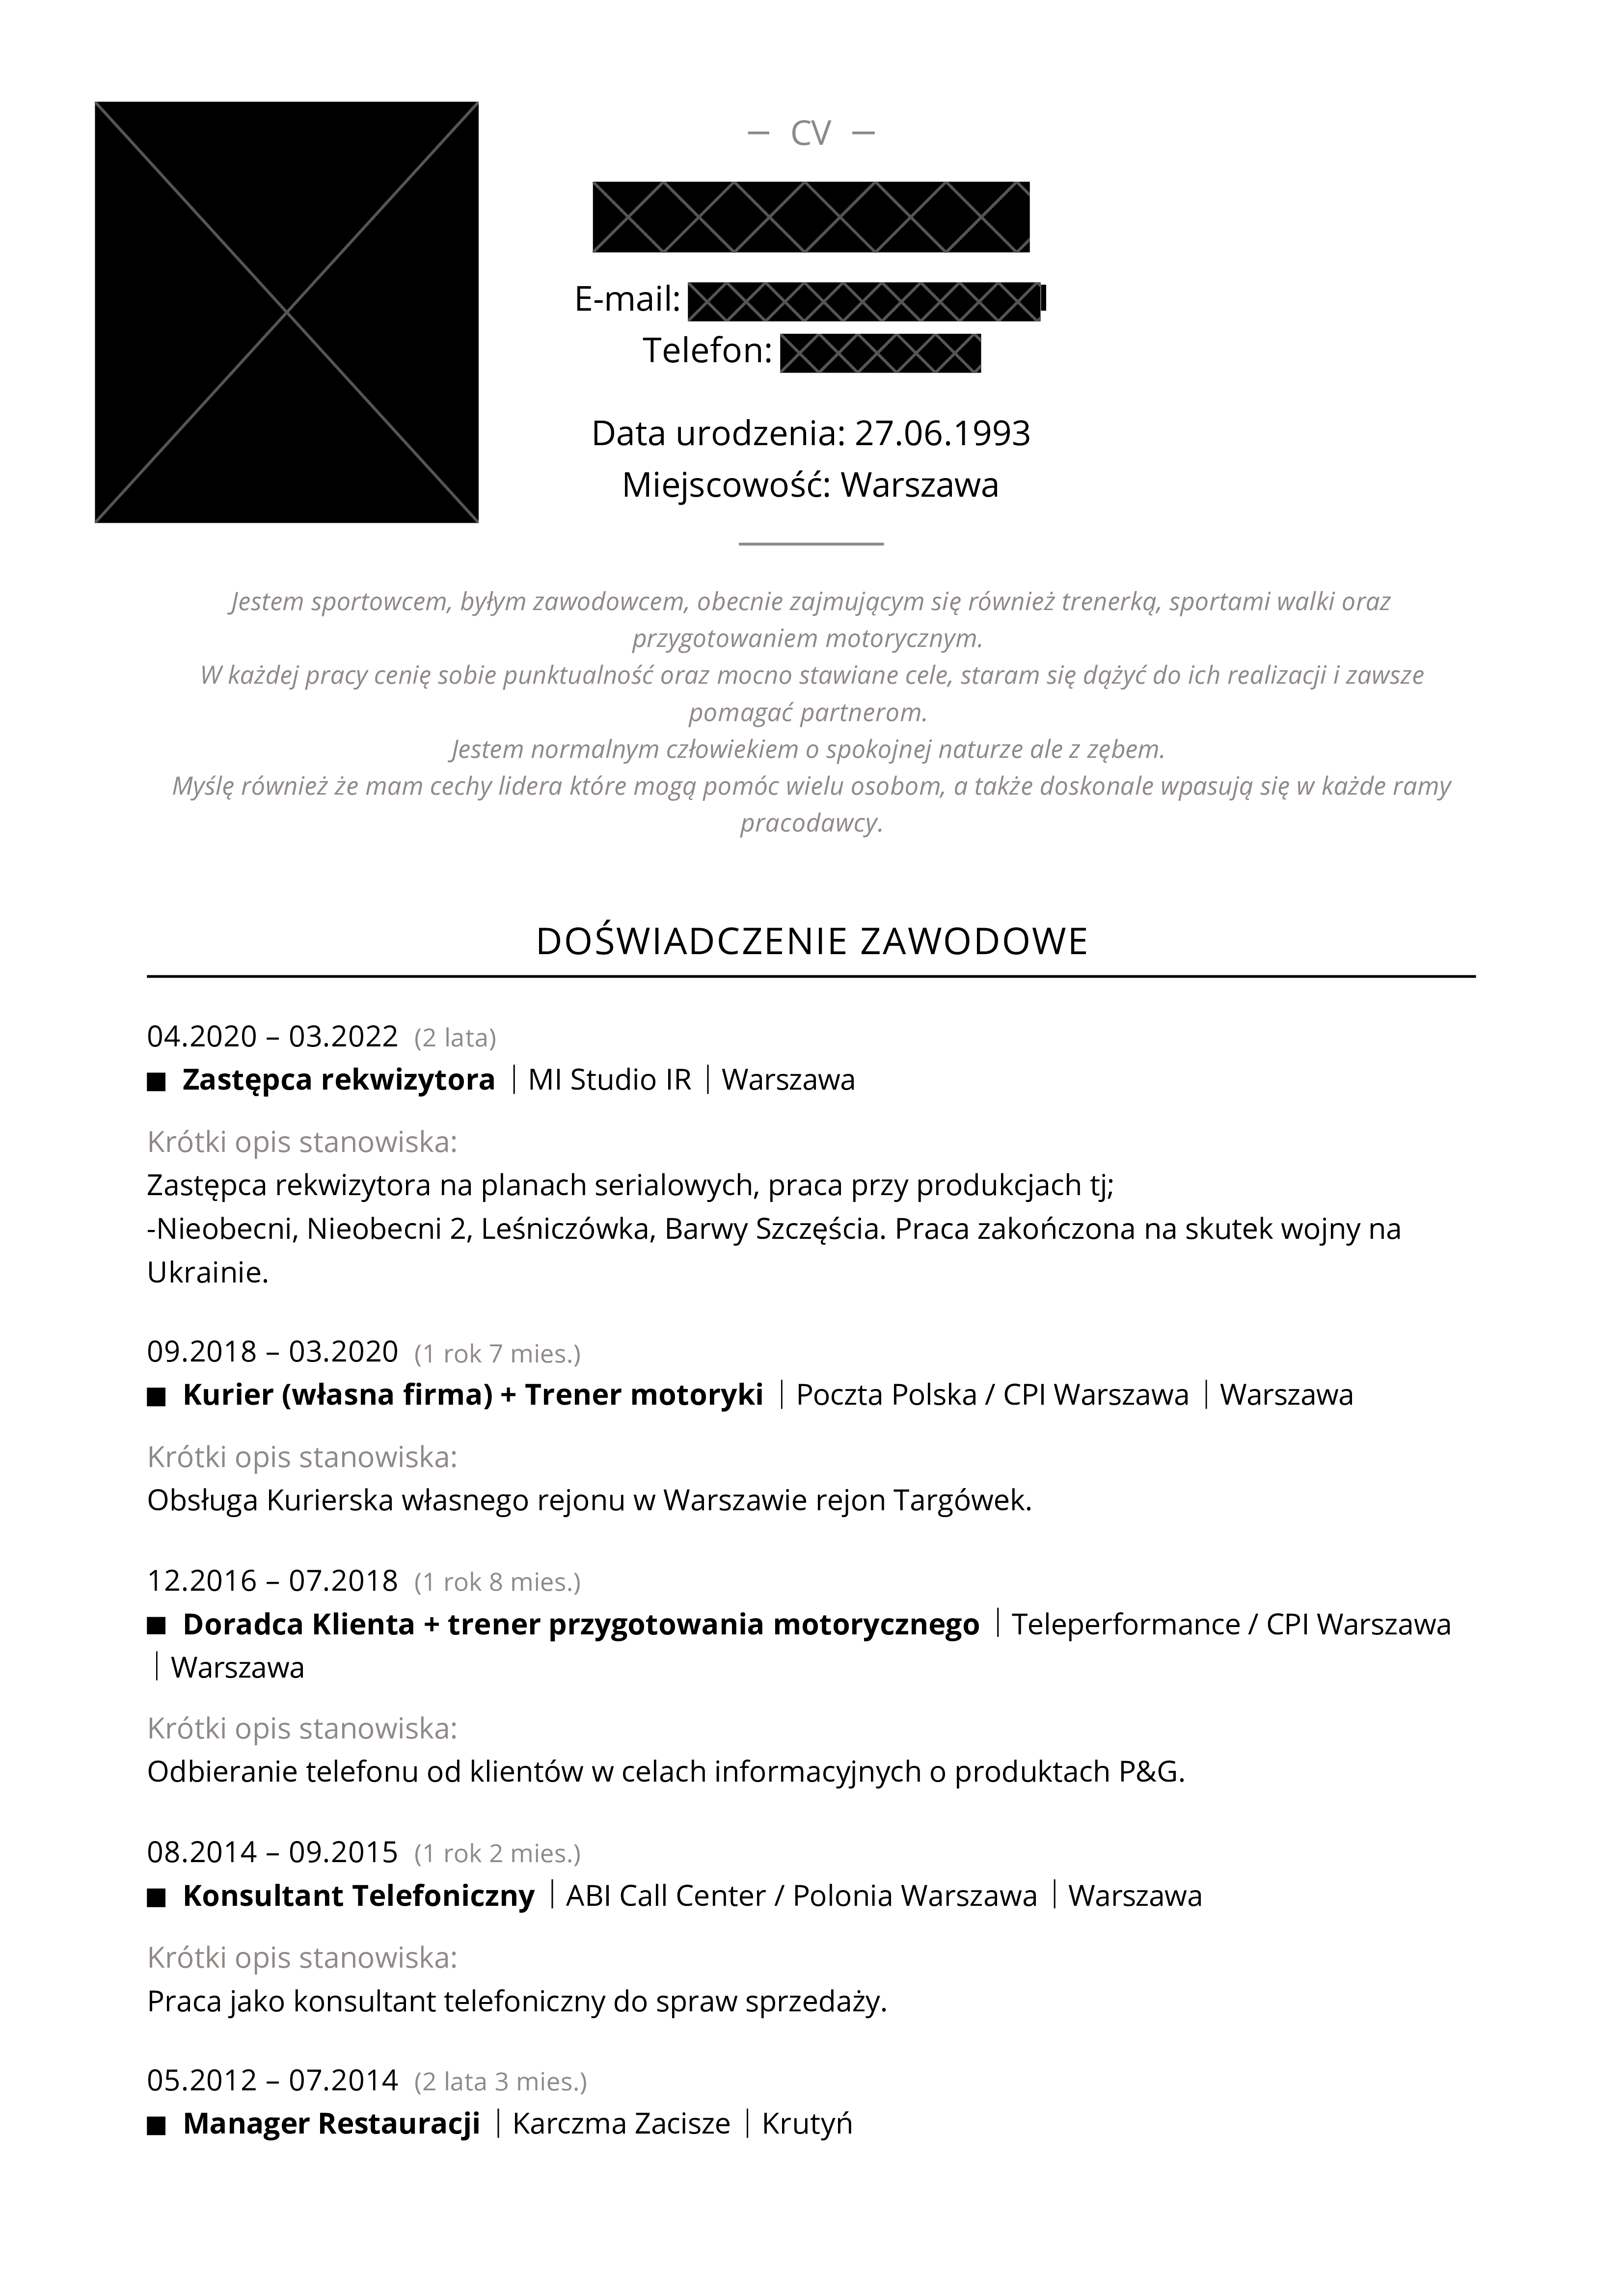 — CV —
E-mail:
Telefon:
Data urodzenia: 27.06.1993
Miejscowość: Warszawa
Jestem sportowcem, byłym zawodowcem, obecnie zajmującym się również trenerką, sportami walki oraz
przygotowaniem motorycznym.
W każdej pracy cenię sobie punktualność oraz mocno stawiane cele, staram się dążyć do ich realizacji i zawsze
pomagać partnerom.
Jestem normalnym człowiekiem o spokojnej naturze ale z zębem.
Myślę również że mam cechy lidera które mogą pomóc wielu osobom, a także doskonale wpasują się w każde ramy
pracodawcy.
DOŚWIADCZENIE ZAWODOWE
04.2020 – 03.2022 (2 lata)
■ Zastępca rekwizytora | MI Studio IR | Warszawa
Krótki opis stanowiska:
Zastępca rekwizytora na planach serialowych, praca przy produkcjach tj;
-Nieobecni, Nieobecni 2, Leśniczówka, Barwy Szczęścia. Praca zakończona na skutek wojny na
Ukrainie.
09.2018 – 03.2020 (1 rok 7 mies.)
■ Kurier (własna firma) + Trener motoryki | Poczta Polska / CPI Warszawa | Warszawa
Krótki opis stanowiska:
Obsługa Kurierska własnego rejonu w Warszawie rejon Targówek.
12.2016 – 07.2018 (1 rok 8 mies.)
■ Doradca Klienta + trener przygotowania motorycznego | Teleperformance / CPI Warszawa
| Warszawa
Krótki opis stanowiska:
Odbieranie telefonu od klientów w celach informacyjnych o produktach P&G.
08.2014 – 09.2015 (1 rok 2 mies.)
■ Konsultant Telefoniczny | ABI Call Center / Polonia Warszawa | Warszawa
Krótki opis stanowiska:
Praca jako konsultant telefoniczny do spraw sprzedaży.
05.2012 – 07.2014 (2 lata 3 mies.)
■ Manager Restauracji | Karczma Zacisze | Krutyń